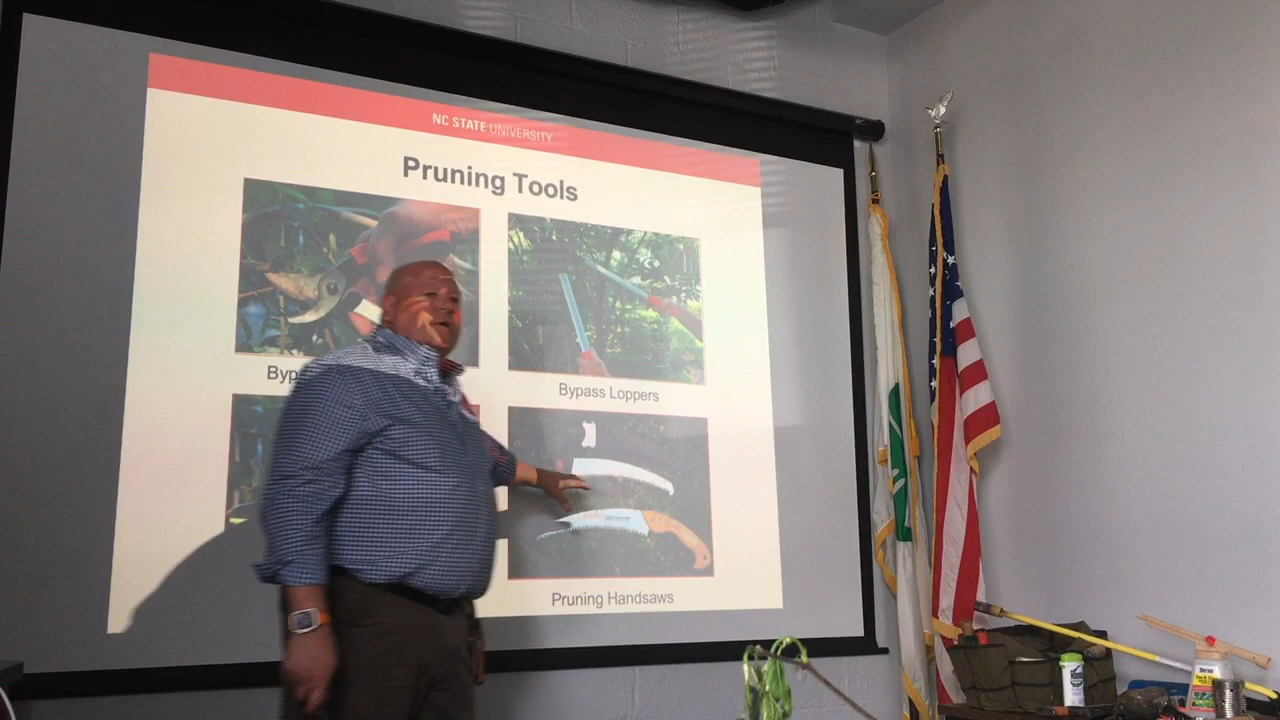 NC STATE UNIVERSITY
Pruning Tools
Byp
Bypass Loppers
Pruning Handsaws